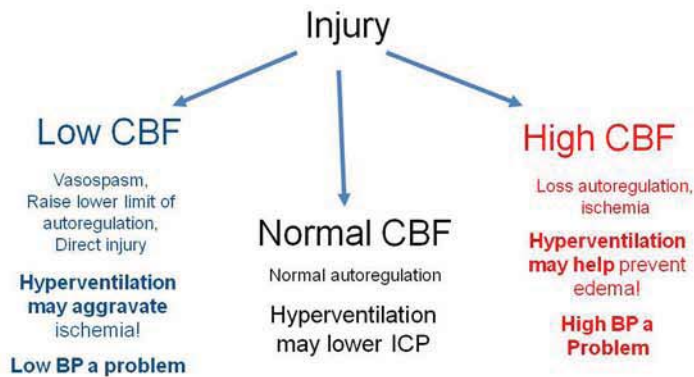 Injury
Low CBF
Vasospasm,
Raise lower limit of
autoregulation,
Direct injury
Hyperventilation
may aggravate
ischemia!
Low BP a problem
Normal CBF
Normal autoregulation
Hyperventilation
may lower ICP
High CBF
Loss autoregulation,
ischemia
Hyperventilation
may help prevent
edema!
High BP a
Problem